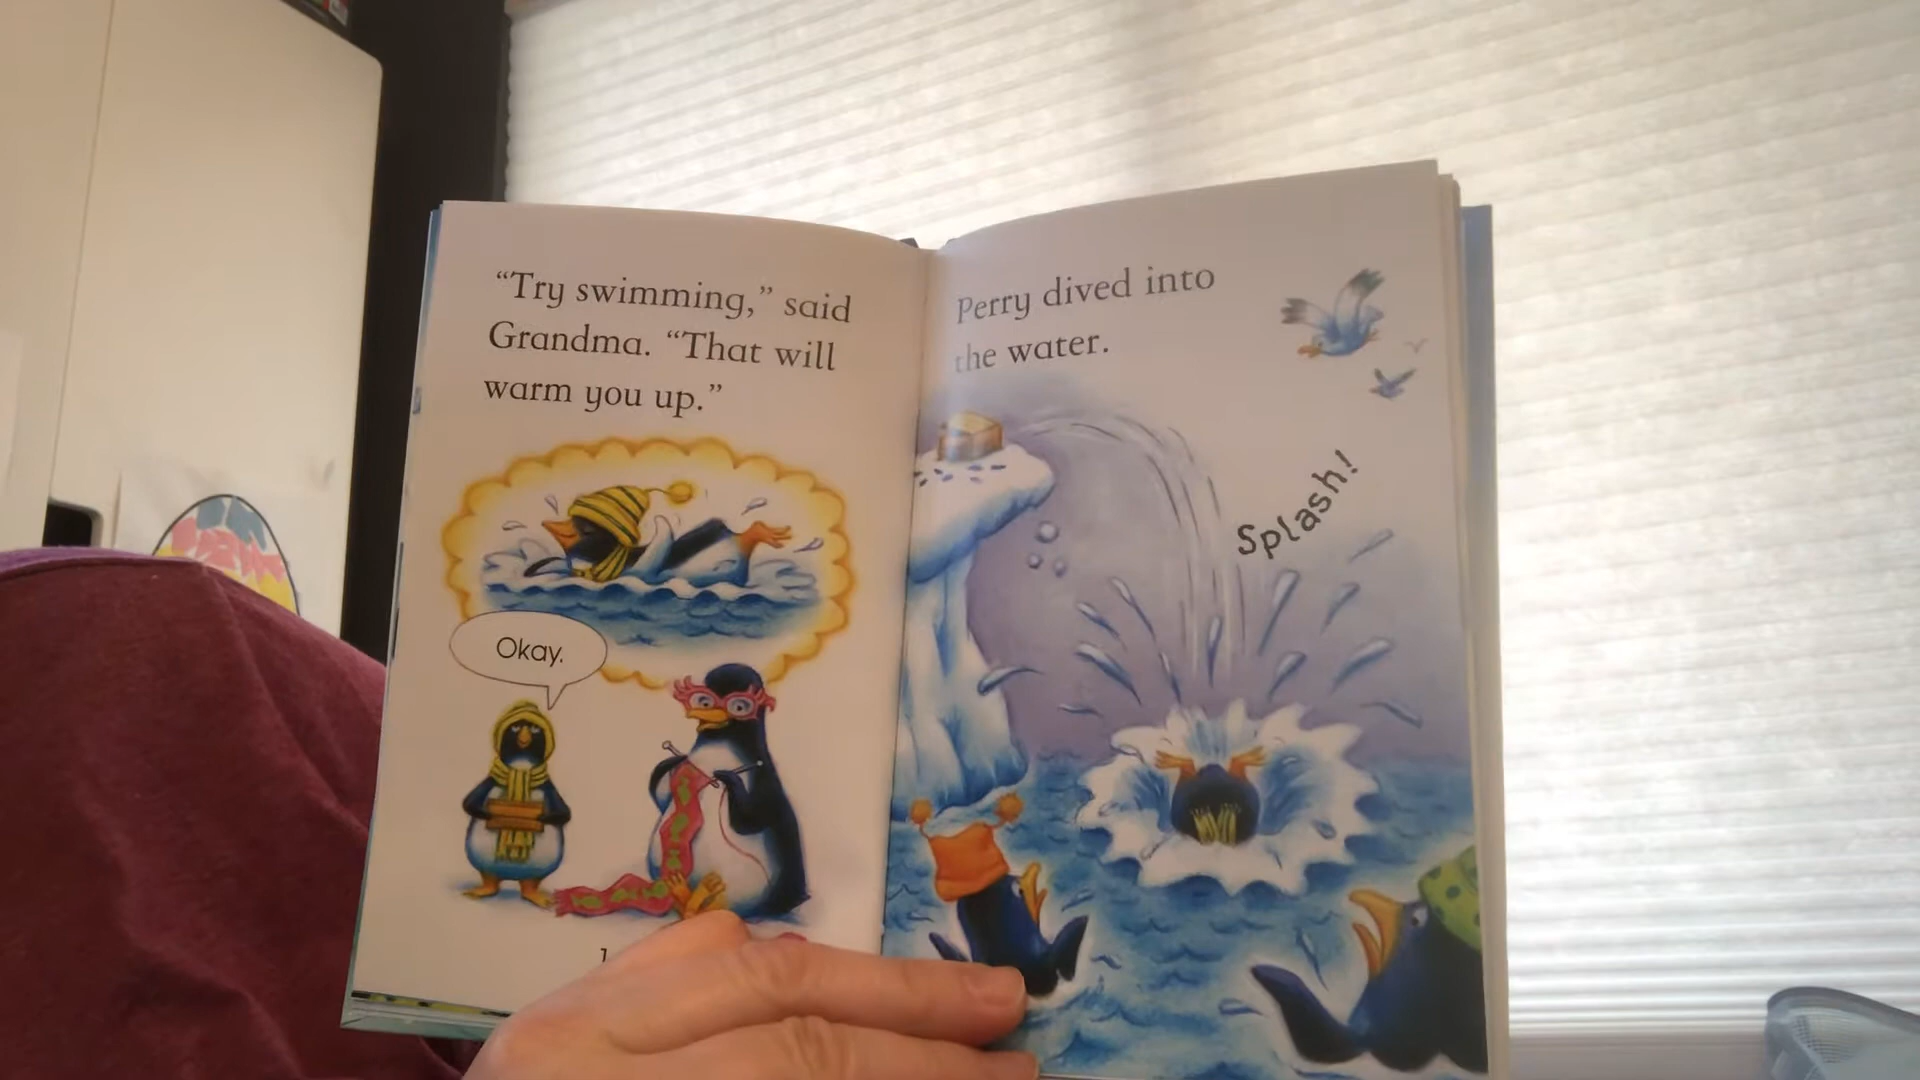 “Try swimming,” said
Grandma. “That will
warm you up.”
Okay.
Perry dived into
the water.
Splash!